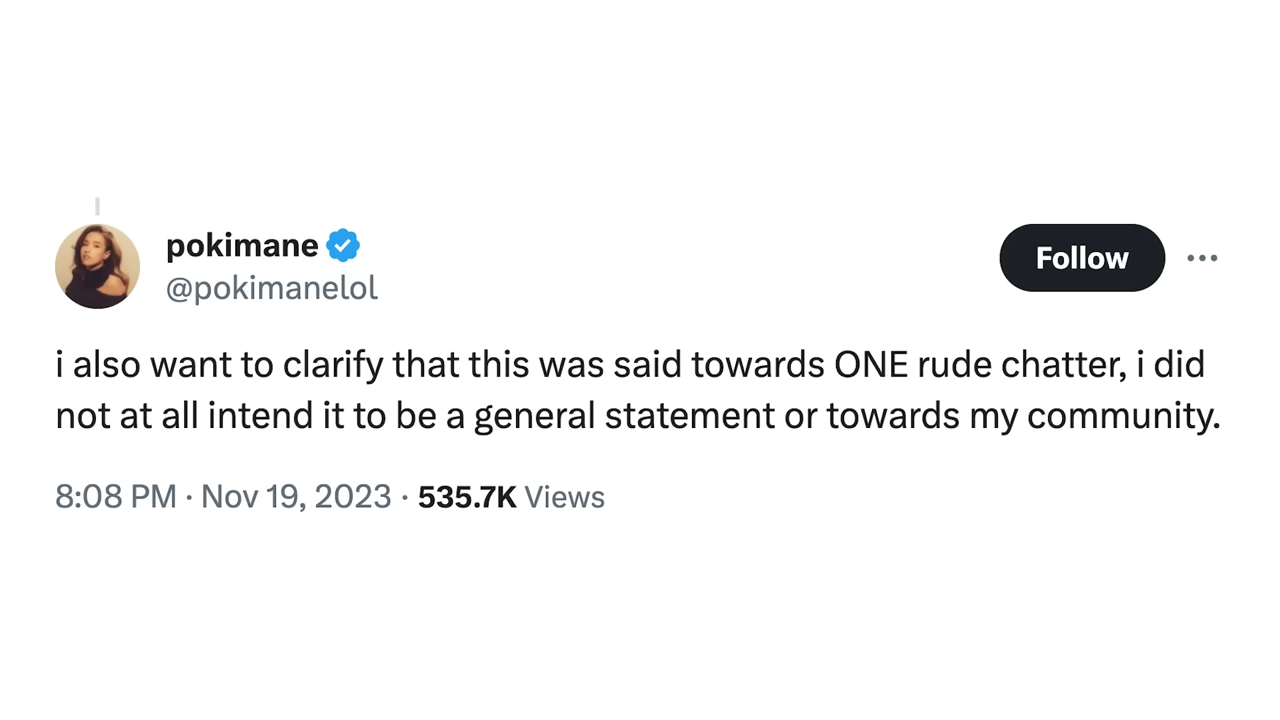 pokimane
@pokimanelol
Follow
i also want to clarify that this was said towards ONE rude chatter, i did
not at all intend it to be a general statement or towards my community.
8:08 PM · Nov 19, 2023 · 535.7K Views